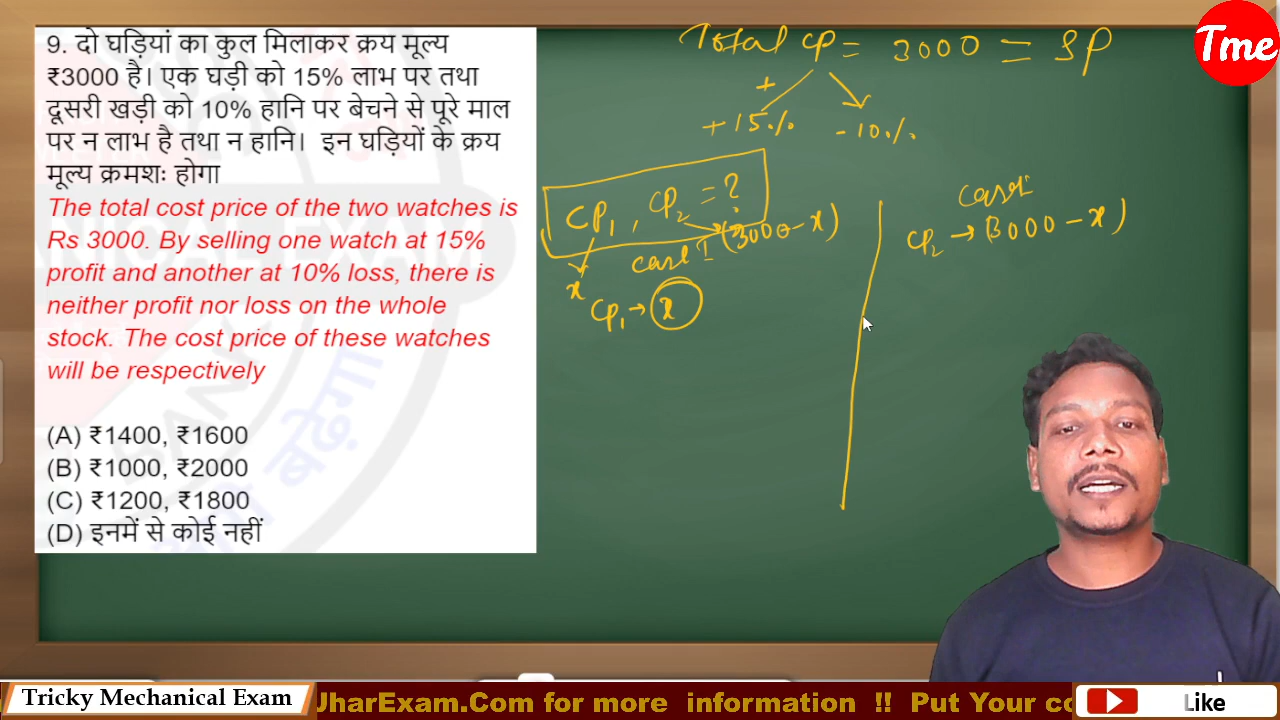 9. दो घड़ियां का कुल मिलाकर क्रय मूल्य
₹3000 है। एक घड़ी को 15% लाभ पर तथा
दूसरी खड़ी को 10% हानि पर बेचने से पूरे माल
पर न लाभ है तथा न हानि। इन घड़ियों के क्रय
मूल्य क्रमशः होगा
The total cost price of the two watches is
Rs 3000. By selling one watch at 15%
profit and another at 10% loss, there is
neither profit nor loss on the whole
stock. The cost price of these watches
will be respectively
(A) ₹1400, ₹1600
(B) ₹1000, ₹2000
(C) ₹1200, ₹1800
(D) इनमें से कोई नहीं
Total CP = 3000 = SP
+
+15% -10%
CP₁, CP₂ = ?
(3000-x)
case I
x
CP₁ → x
case
CP₂ → (3000-x)
Tme
Tricky Mechanical Exam
JharExam.Com for more information !! Put Your
Like